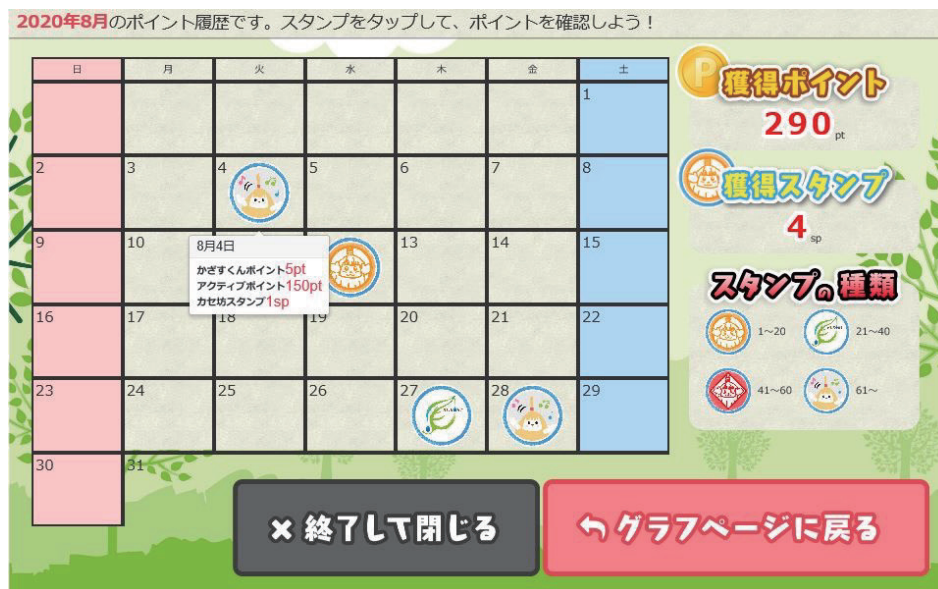 2020年8月のポイント履歴です。スタンプをタップして、ポイントを確認しよう！
日 月 火 水 木 金 土
1
2 3 4 5 6 7 8
9 10 13 14 15
16 17 18 19 20 21 22
23 24 25 26 27 28 29
30 31
8月4日
かざすくんポイント5pt
アクティブポイント150pt
カセ坊スタンプ1sp
P獲得ポイント
290 pt
獲得スタンプ
4 sp
スタンプの種類
1～20 21～40
41～60 61～
× 終了して閉じる
グラフページに戻る